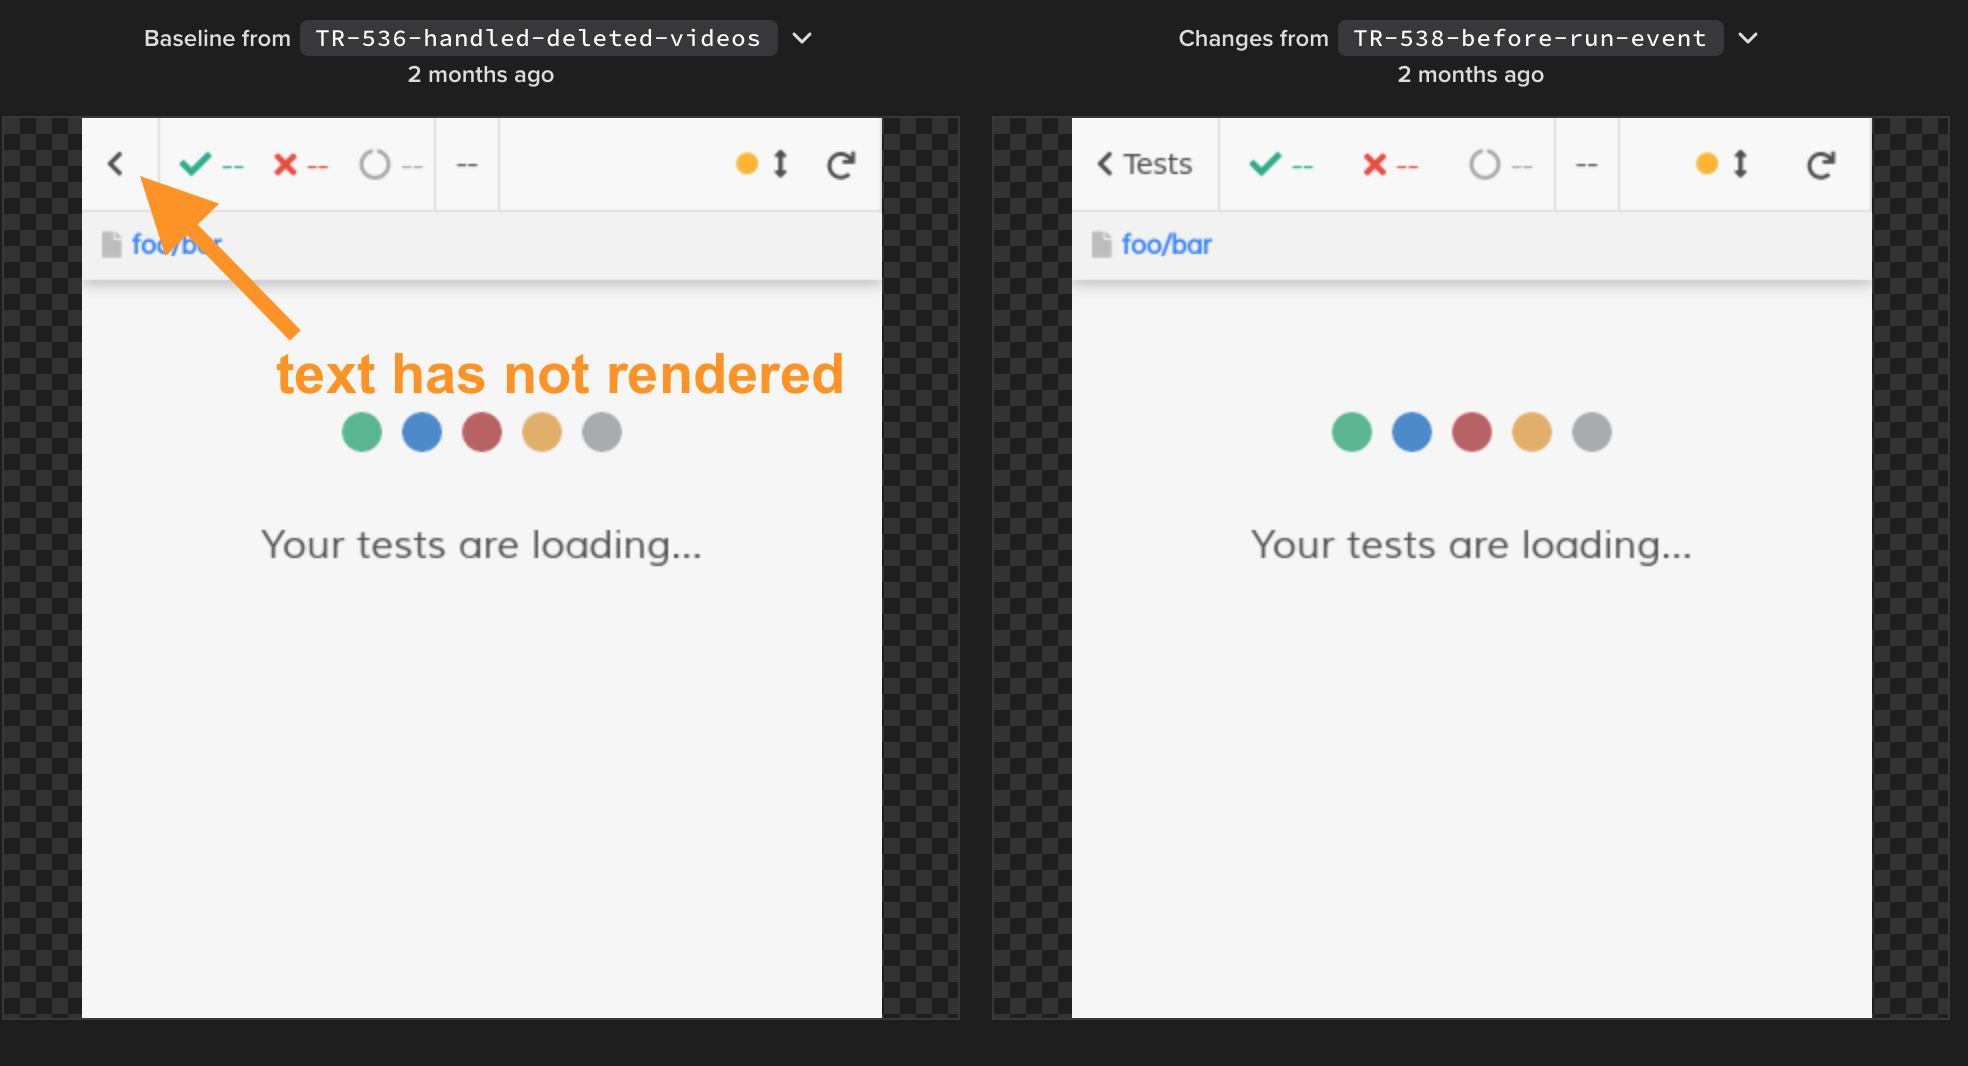 Baseline from TR-536-handled-deleted-videos
2 months ago
Changes from TR-538-before-run-event
2 months ago
-- -- -- --
foo/bar
text has not rendered
Your tests are loading...
Tests -- -- -- --
foo/bar
Your tests are loading...